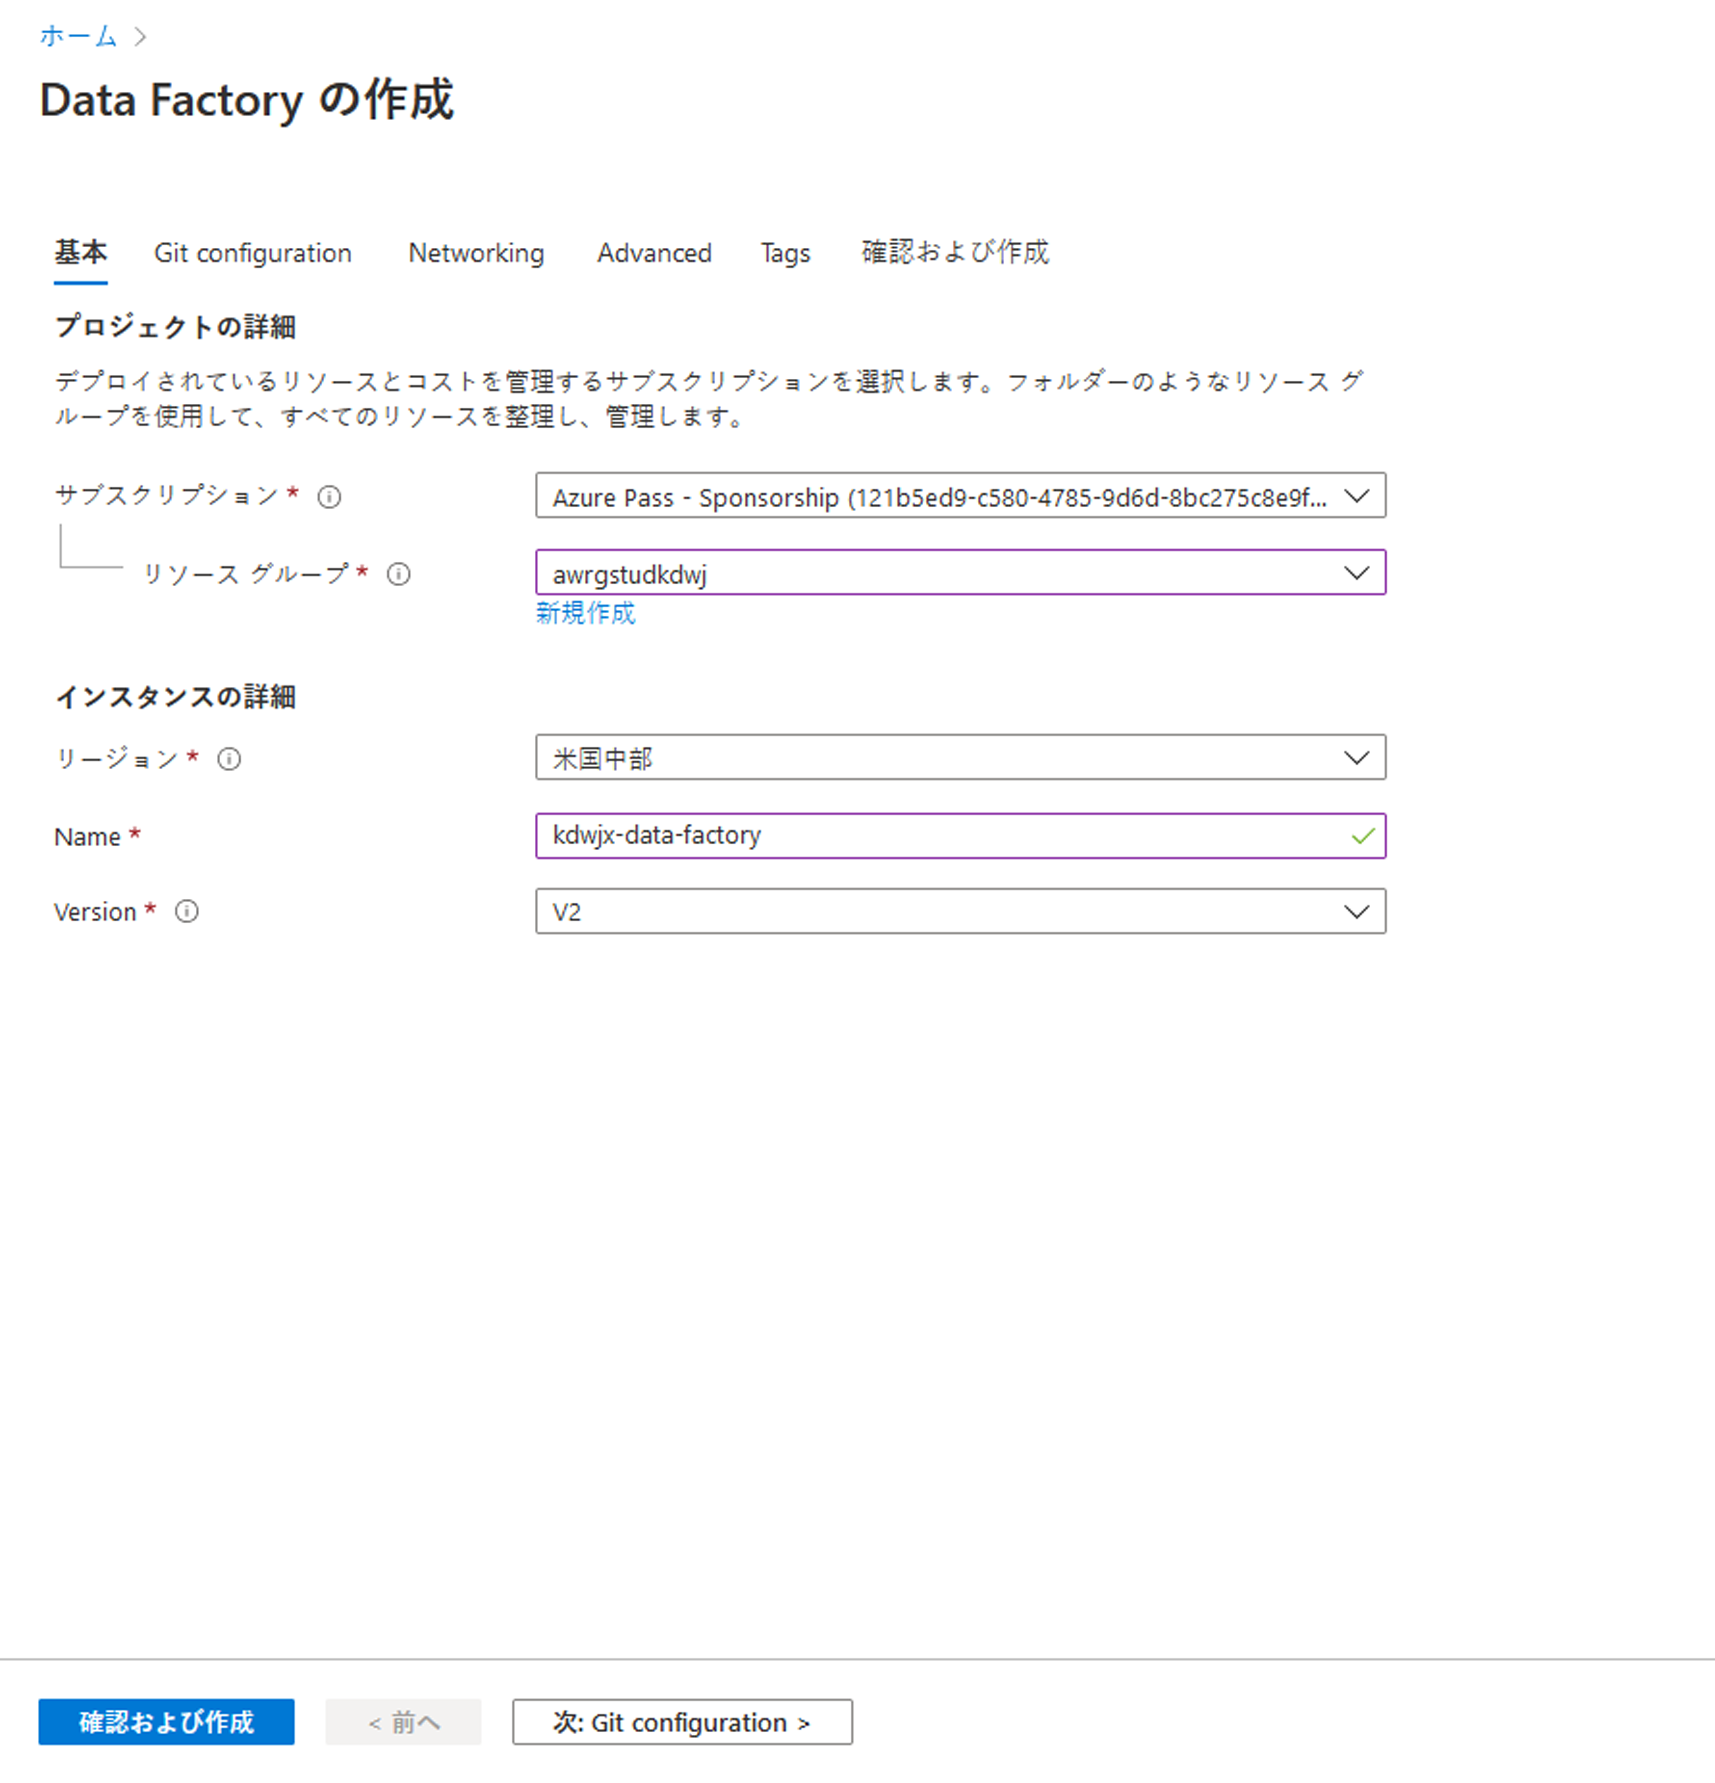 ホーム >
Data Factory の作成
基本 Git configuration Networking Advanced Tags 確認および作成
プロジェクトの詳細
デプロイされているリソースとコストを管理するサブスクリプションを選択します。フォルダーのようなリソース グ
ループを使用して、すべてのリソースを整理し、管理します。
サブスクリプション * Azure Pass - Sponsorship (121b5ed9-c580-4785-9d6d-8bc275c8e9f...
リソース グループ * awrgstudkdwj
新規作成
インスタンスの詳細
リージョン * 米国中部
Name * kdwjx-data-factory
Version * V2
確認および作成 < 前へ 次: Git configuration >